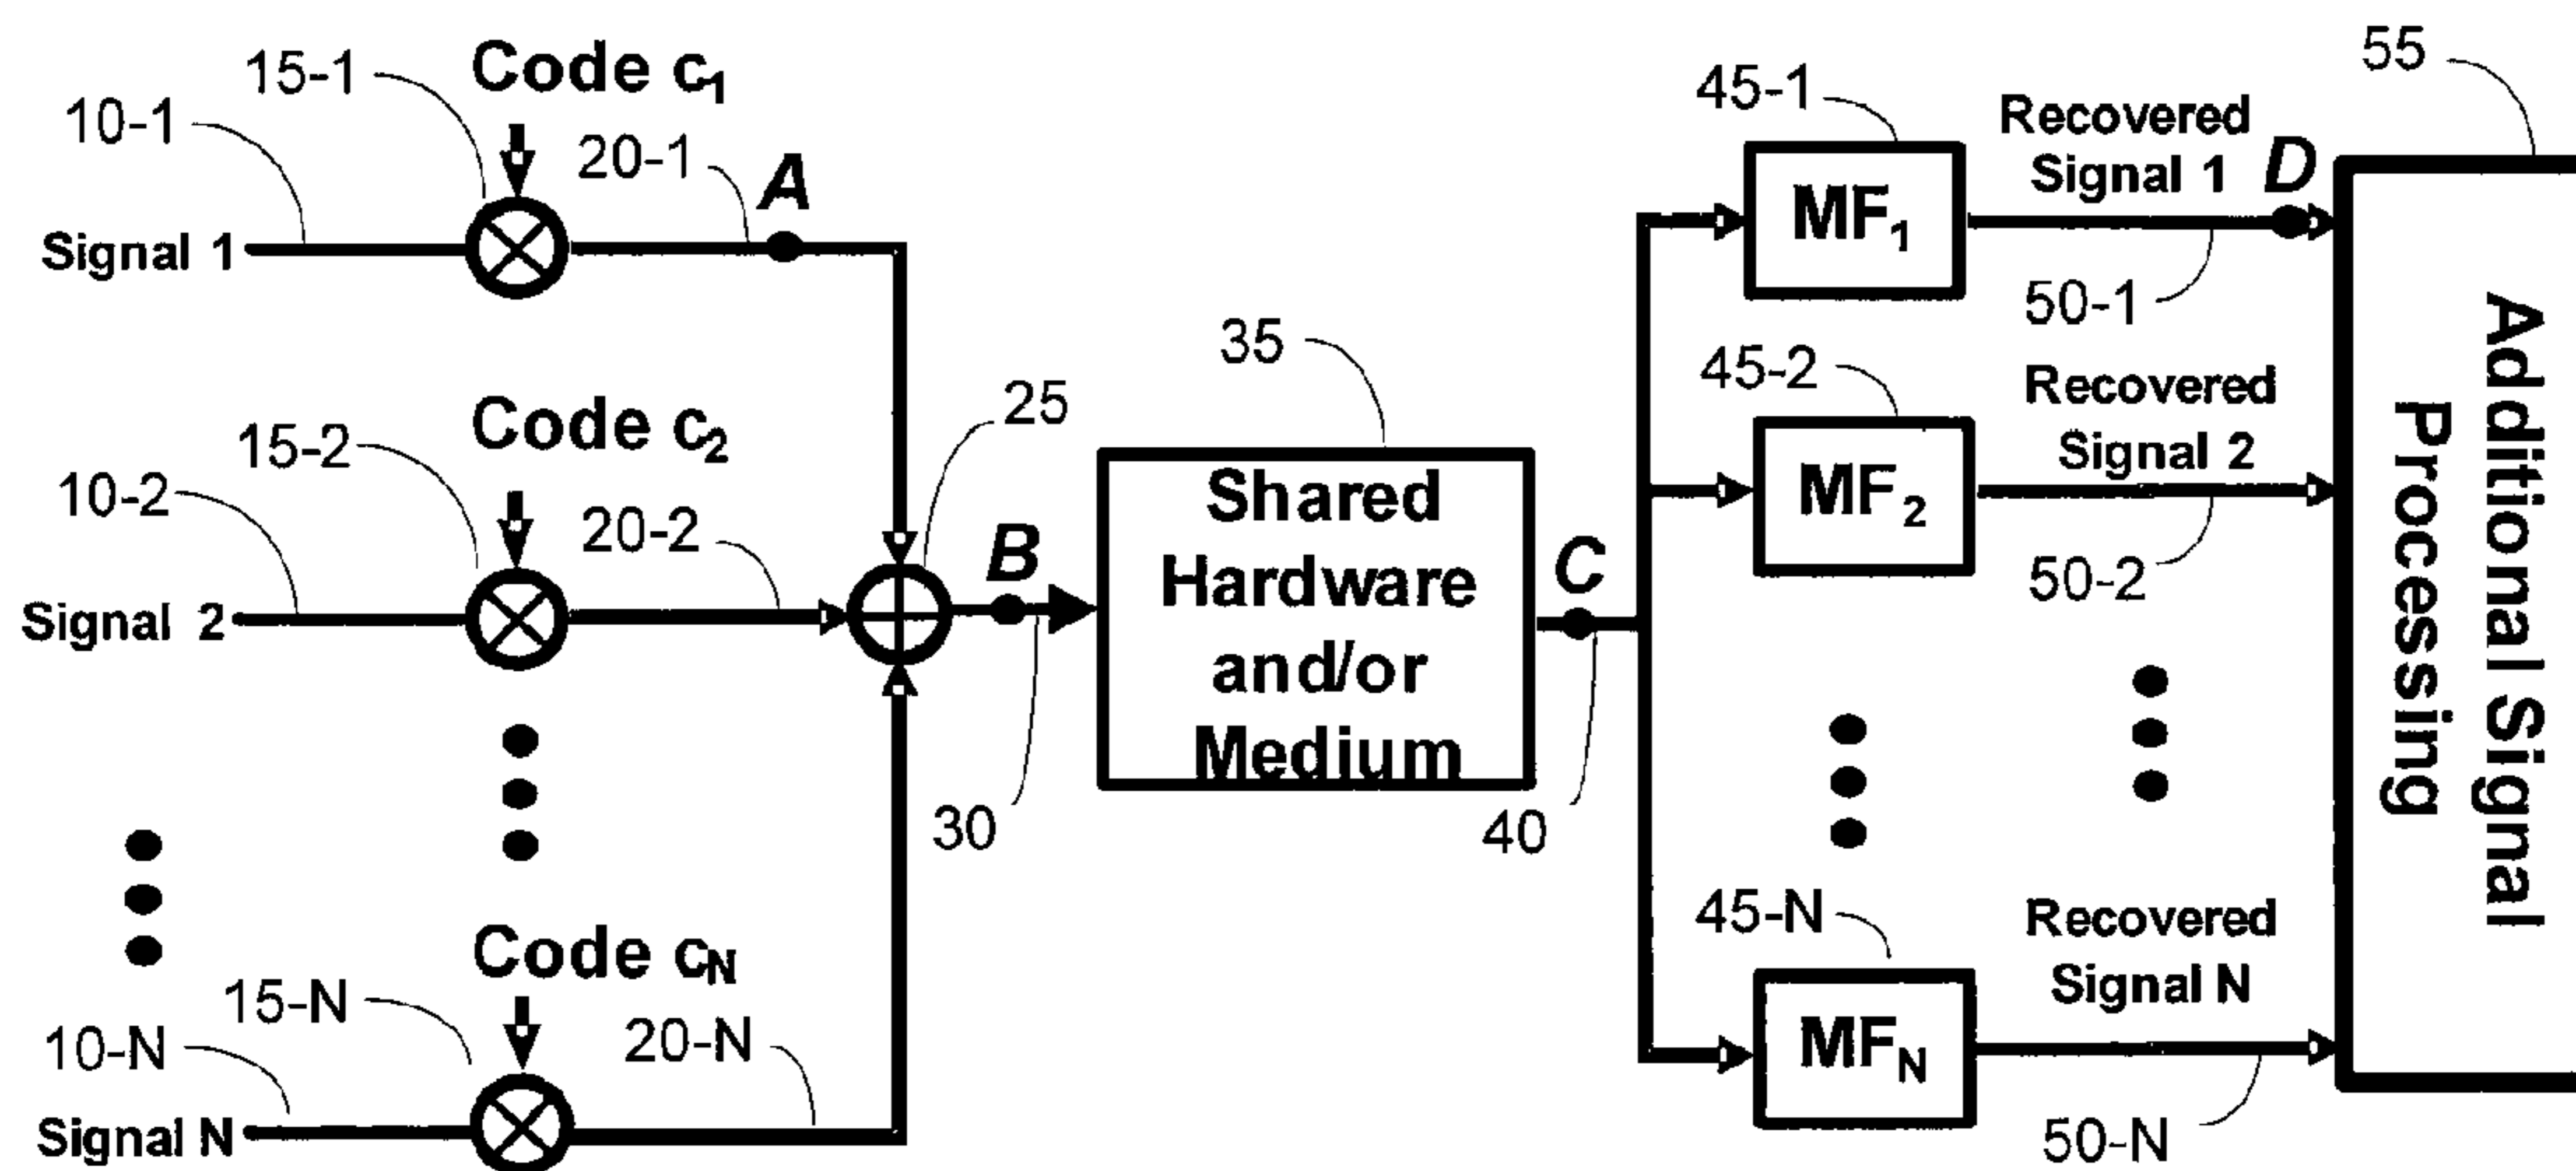 15-1
Code c1
10-1
20-1
A
Signal 1
Code c2
15-2
10-2
20-2
Signal 2
25
B
30
35
Shared
Hardware
and/or
Medium
C
40
Code cN
15-N
10-N
20-N
Signal N
45-1
MF1
Recovered
Signal 1
D
50-1
45-2
MF2
Recovered
Signal 2
50-2
45-N
MFN
Recovered
Signal N
50-N
55
Additional Signal
Processing